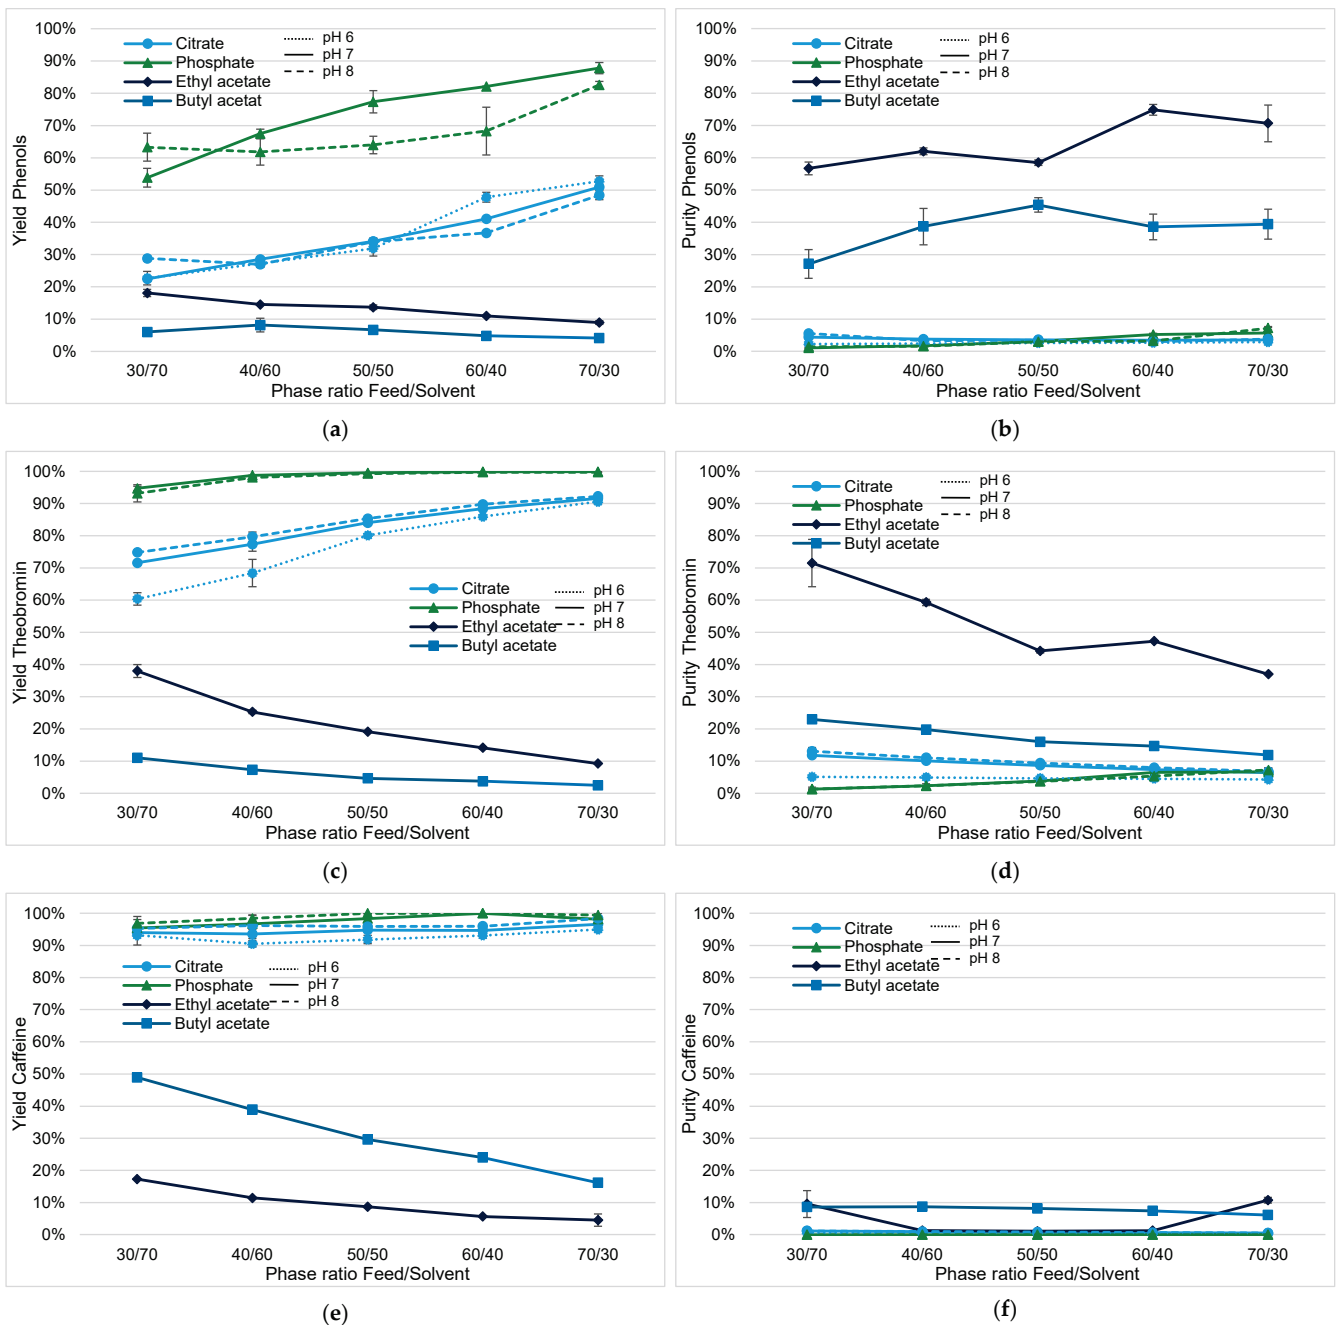 100%
90%
80%
70%
60%
50%
40%
30%
20%
10%
0%
Yield Phenols
Citrate
Phosphate
Ethyl acetate
Butyl acetat
pH 6
pH 7
pH 8
30/70 40/60 50/50 60/40 70/30
Phase ratio Feed/Solvent
(a)
100%
90%
80%
70%
60%
50%
40%
30%
20%
10%
0%
Purity Phenols
Citrate
Phosphate
Ethyl acetate
Butyl acetate
pH 6
pH 7
pH 8
30/70 40/60 50/50 60/40 70/30
Phase ratio Feed/Solvent
(b)
100%
90%
80%
70%
60%
50%
40%
30%
20%
10%
0%
Yield Theobromin
Citrate
Phosphate
Ethyl acetate
Butyl acetate
pH 6
pH 7
pH 8
30/70 40/60 50/50 60/40 70/30
Phase ratio Feed/Solvent
(c)
100%
90%
80%
70%
60%
50%
40%
30%
20%
10%
0%
Purity Theobromin
Citrate
Phosphate
Ethyl acetate
Butyl acetate
pH 6
pH 7
pH 8
30/70 40/60 50/50 60/40 70/30
Phase ratio Feed/Solvent
(d)
100%
90%
80%
70%
60%
50%
40%
30%
20%
10%
0%
Yield Caffeine
Citrate
Phosphate
Ethyl acetate
Butyl acetate
pH 6
pH 7
pH 8
30/70 40/60 50/50 60/40 70/30
Phase ratio Feed/Solvent
(e)
100%
90%
80%
70%
60%
50%
40%
30%
20%
10%
0%
Purity Caffeine
Citrate
Phosphate
Ethyl acetate
Butyl acetate
pH 6
pH 7
pH 8
30/70 40/60 50/50 60/40 70/30
Phase ratio Feed/Solvent
(f)